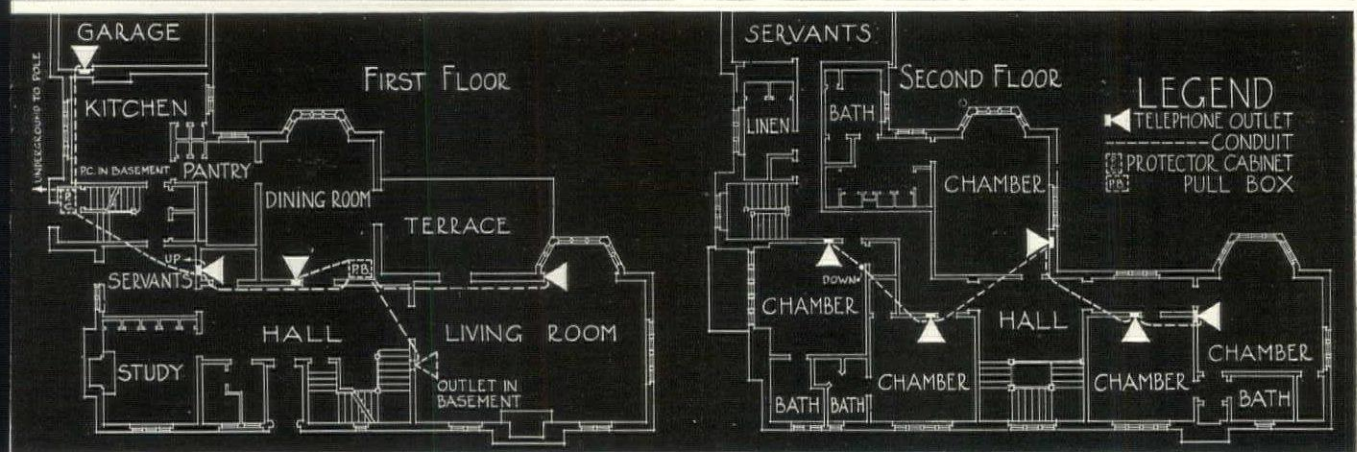 GARAGE
UNDERGROUND TO POLE
FIRST FLOOR
KITCHEN
P.C. IN BASEMENT
PANTRY
DINING ROOM
TERRACE
UP
P.B.
SERVANTS
HALL
LIVING ROOM
STUDY
OUTLET IN
BASEMENT
SERVANTS
SECOND FLOOR
LINEN
BATH
CHAMBER
LEGEND
TELEPHONE OUTLET
CONDUIT
PROTECTOR CABINET
P.B. PULL BOX
DOWN
CHAMBER
HALL
CHAMBER
CHAMBER
CHAMBER
BATH
BATH
BATH